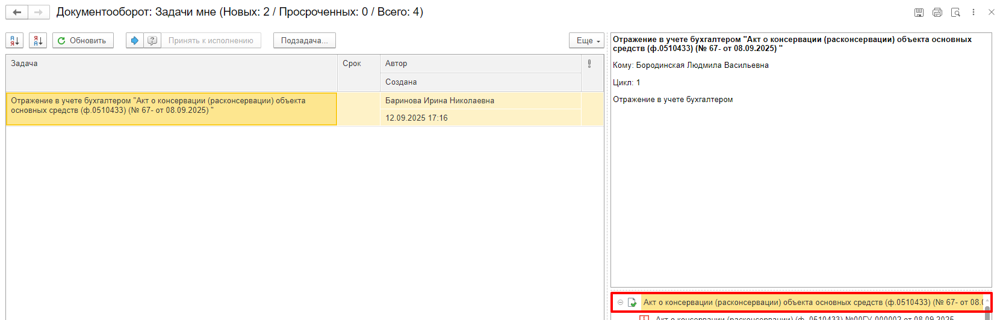 Документооборот: Задачи мне (Новых: 2 / Просроченных: 0 / Всего: 4)
Обновить
Принять к исполнению
Подзадача...
Еще
Задача
Срок
Автор
Создана
Отражение в учете бухгалтером "Акт о консервации (расконсервации) объекта
основных средств (ф.0510433) (№ 67- от 08.09.2025) "
Баринова Ирина Николаевна
12.09.2025 17:16
Отражение в учете бухгалтером "Акт о консервации (расконсервации) объекта основных
средств (ф.0510433) (№ 67- от 08.09.2025) "
Кому: Бородинская Людмила Васильевна
Цикл: 1
Отражение в учете бухгалтером
Акт о консервации (расконсервации) объекта основных средств (ф.0510433) (№ 67- от 08.0
Акт о консервации (расконсервации) (ф. 0510433) №00ГУ-000002 от 08.09.2025